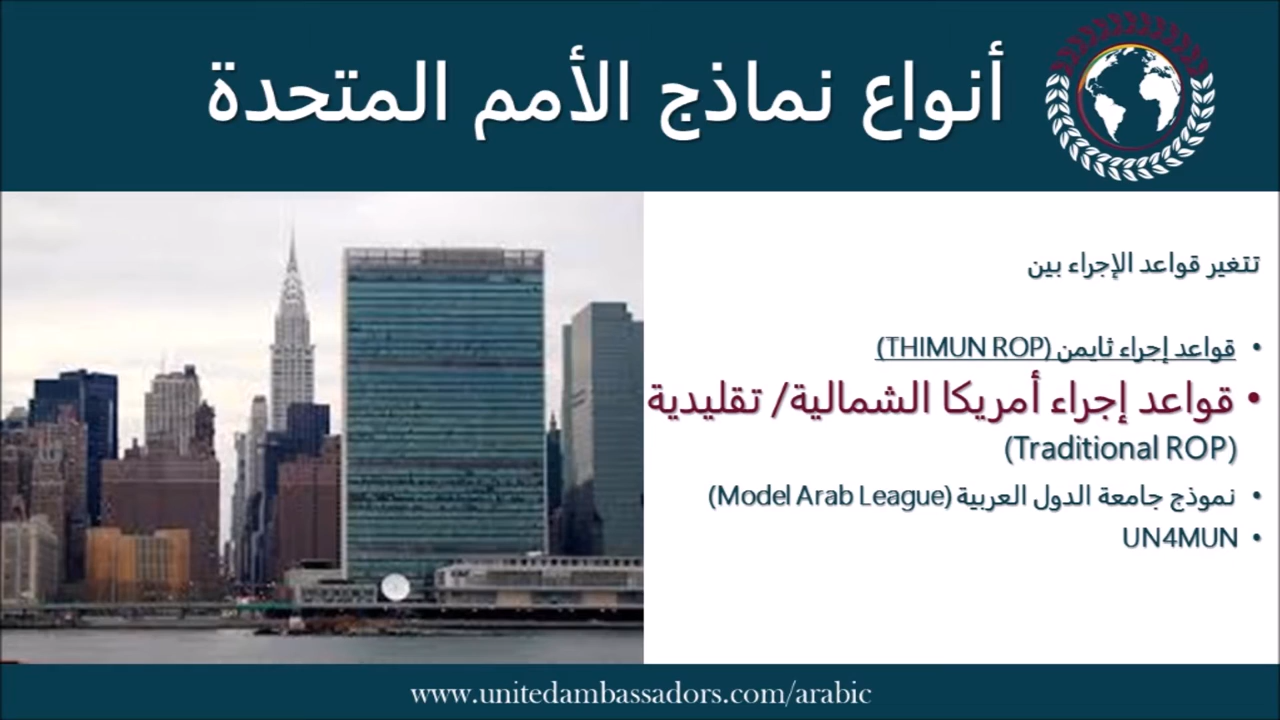 أنواع نماذج الأمم المتحدة
تتغير قواعد الإجراء بين
• قواعد إجراء ثايمن (THIMUN ROP)
• قواعد إجراء أمريكا الشمالية/ تقليدية
(Traditional ROP)
• نموذج جامعة الدول العربية (Model Arab League)
• UN4MUN
www.unitedambassadors.com/arabic